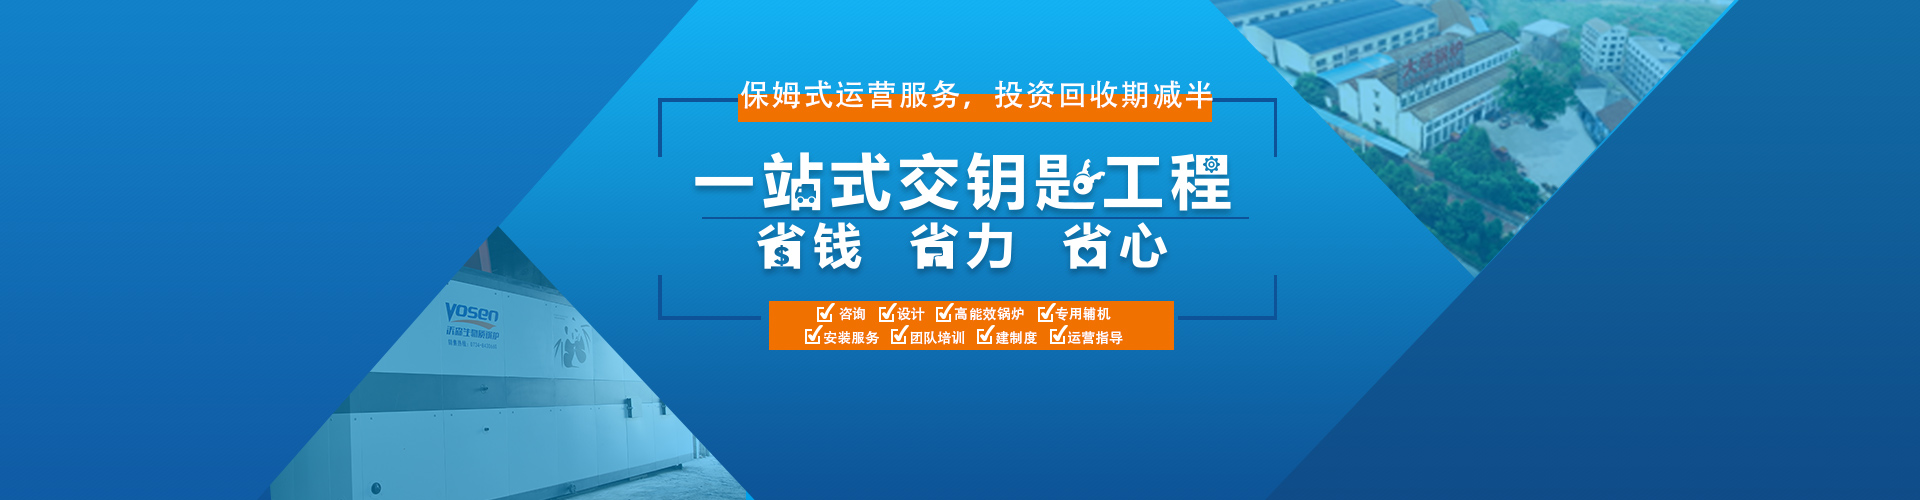 保姆式运营服务，投资回收期减半
一站式交钥匙工程
省钱 省力 省心
咨询 设计 高能效锅炉 专用辅机
安装服务 团队培训 建制度 运营指导
Vosen
沃森生物质锅炉